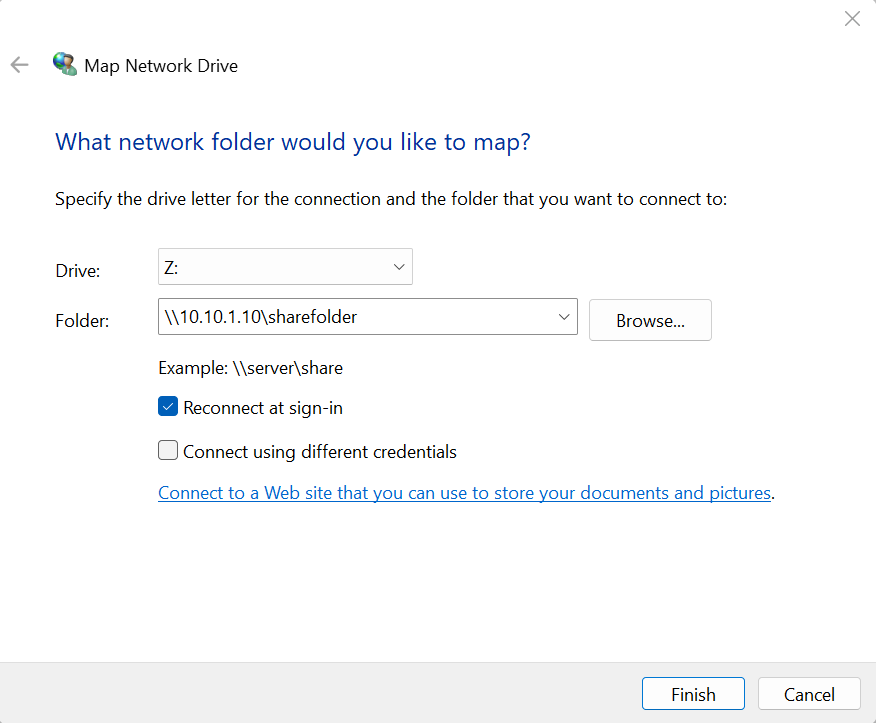 Map Network Drive
What network folder would you like to map?
Specify the drive letter for the connection and the folder that you want to connect to:
Drive: Z:
Folder: \\10.10.1.10\sharefolder Browse...
Example: \\server\share
Reconnect at sign-in
Connect using different credentials
Connect to a Web site that you can use to store your documents and pictures.
Finish Cancel